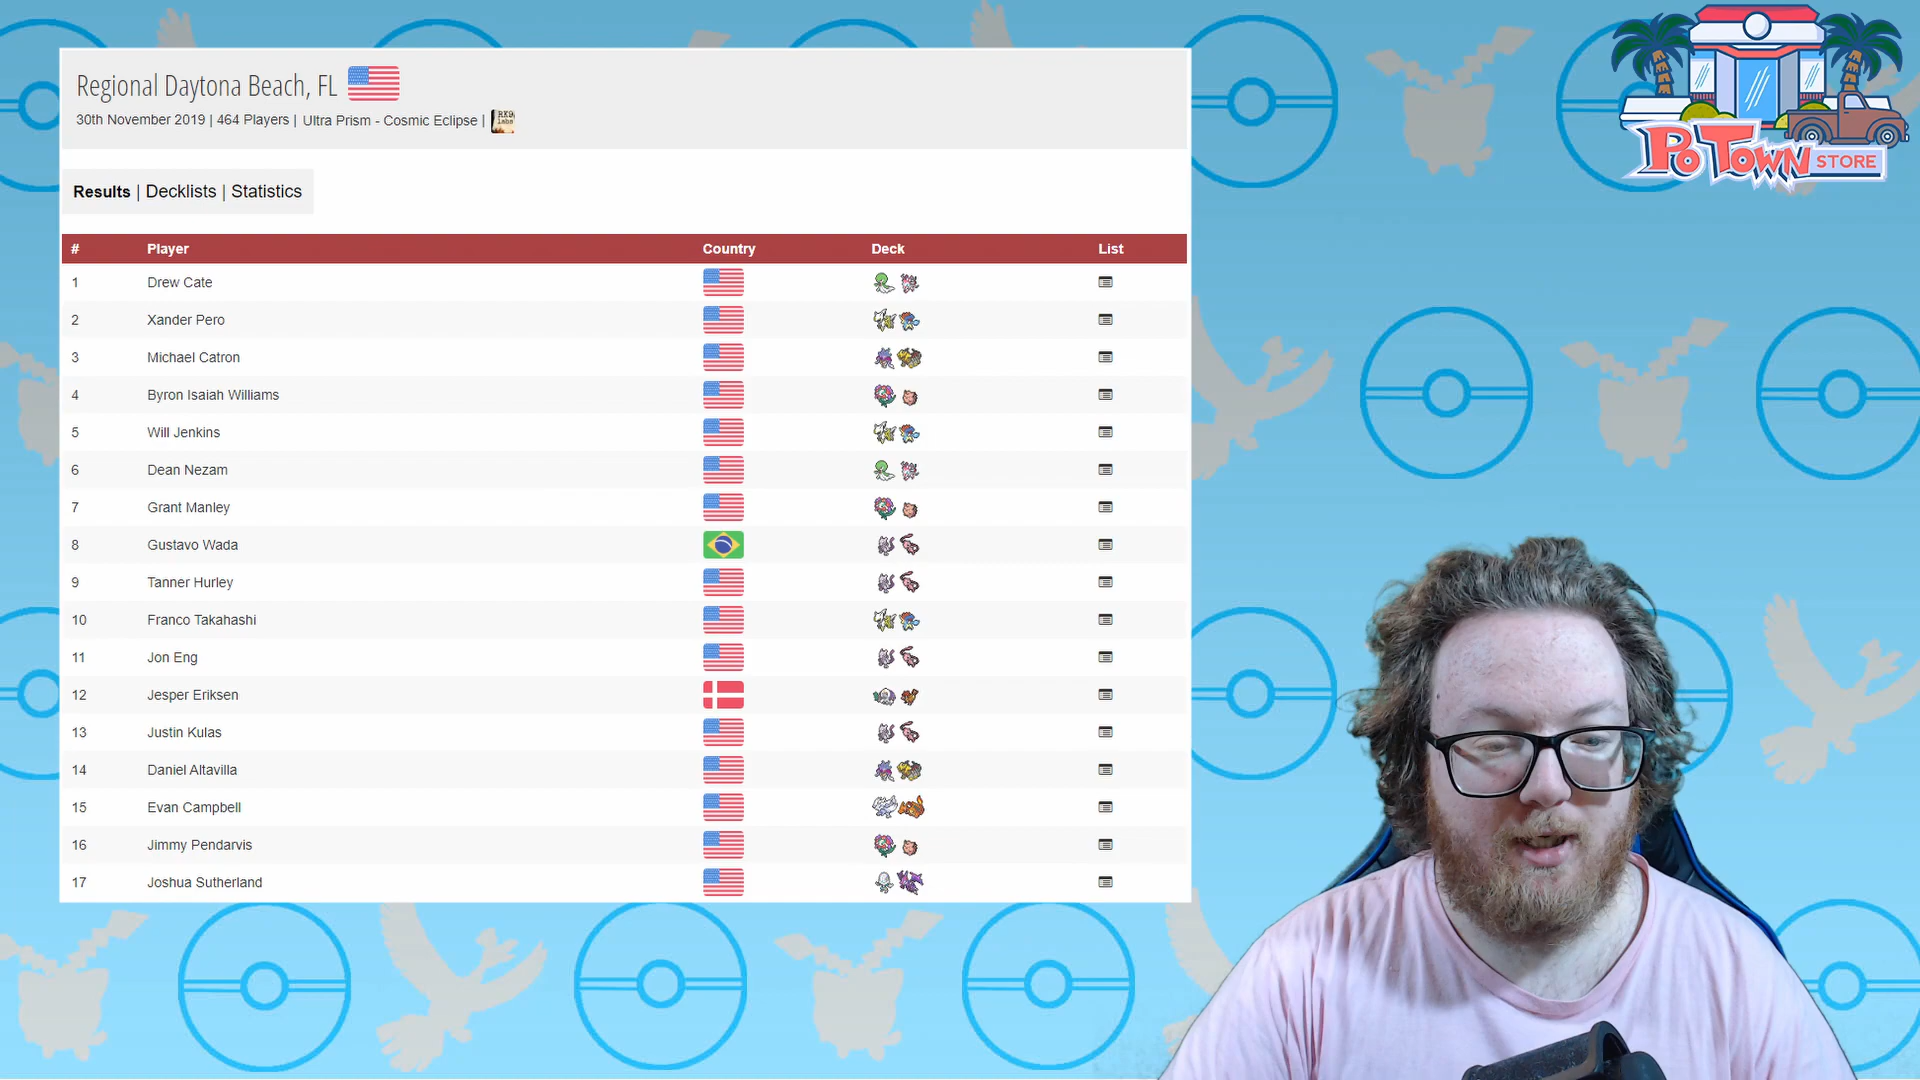 Regional Daytona Beach, FL
30th November 2019 | 464 Players | Ultra Prism - Cosmic Eclipse |
Results | Decklists | Statistics
# Player Country Deck List
1 Drew Cate
2 Xander Pero
3 Michael Catron
4 Byron Isaiah Williams
5 Will Jenkins
6 Dean Nezam
7 Grant Manley
8 Gustavo Wada
9 Tanner Hurley
10 Franco Takahashi
11 Jon Eng
12 Jesper Eriksen
13 Justin Kulas
14 Daniel Altavilla
15 Evan Campbell
16 Jimmy Pendarvis
17 Joshua Sutherland
PoTown STORE